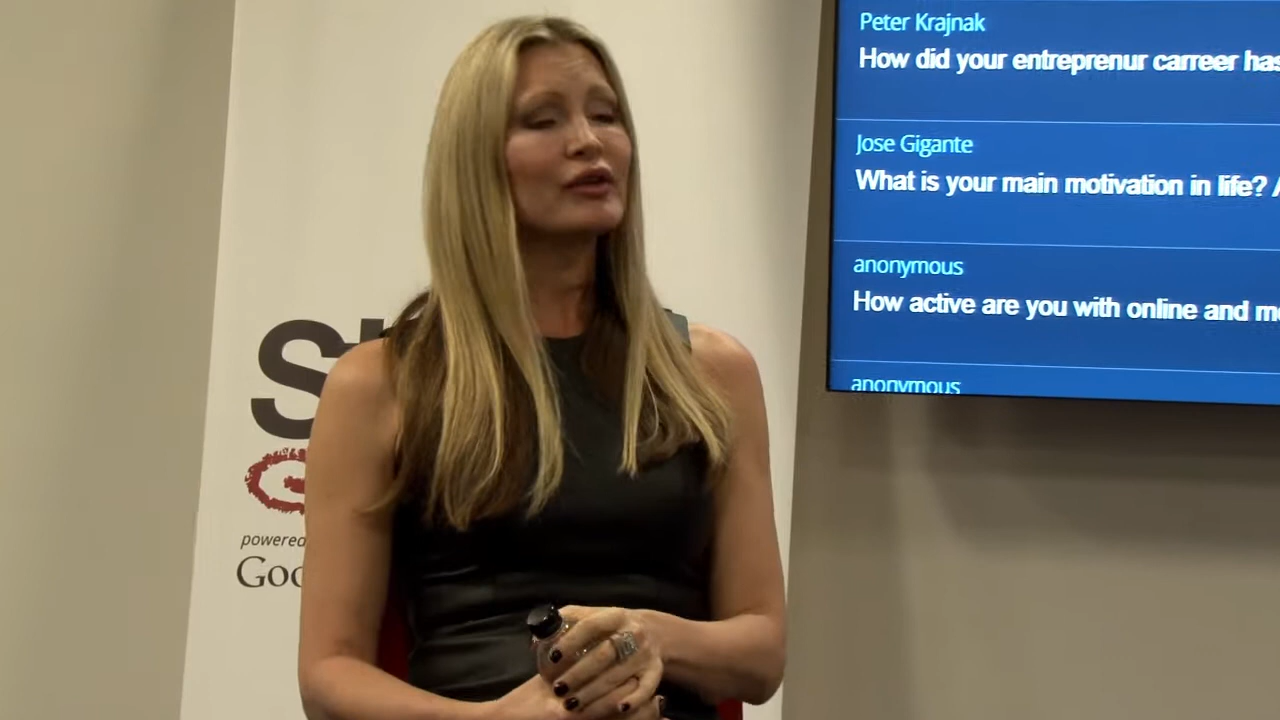 Peter Krajnak
How did your entreprenur carreer has
Jose Gigante
What is your main motivation in life?
anonymous
How active are you with online and
anonymous
powered